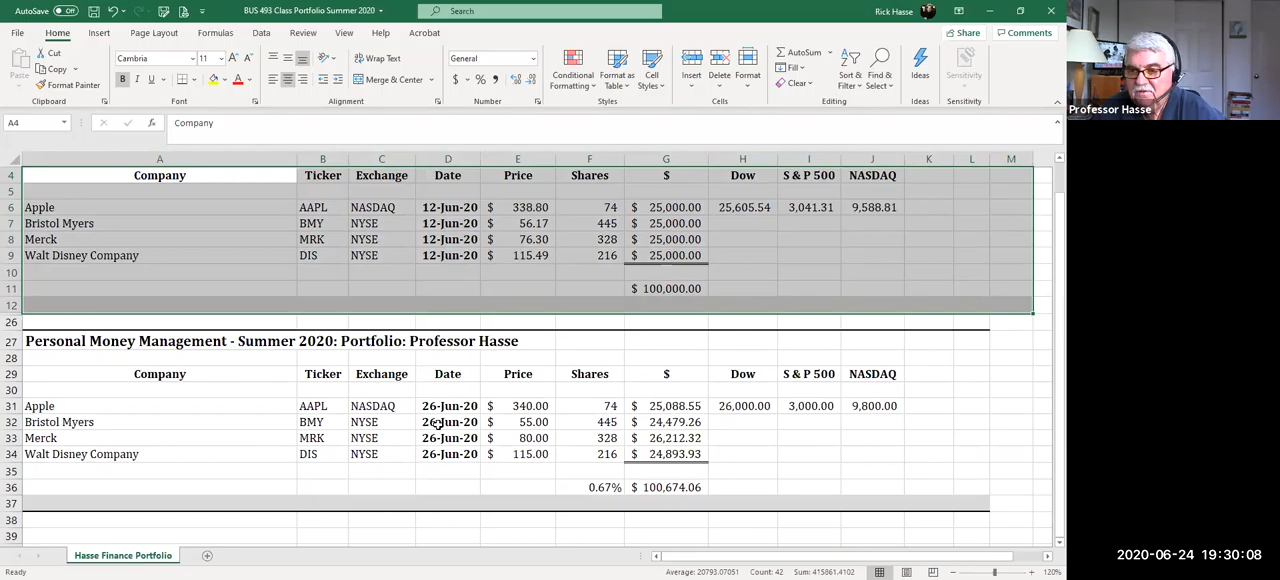 AutoSave Off BUS 493 Class Portfolio Summer 2020 Search Rick Hasse
File Home Insert Page Layout Formulas Data Review View Help Acrobat Share Comments
Cut Cambria 11 General AutoSum
Paste Copy Wrap Text Fill
Format Painter Merge & Center Conditional Formatting Format as Table Cell Styles Insert Delete Format Clear Sort & Filter Find & Select Ideas Sensitivity
Clipboard Font Alignment Number Styles Cells Editing Ideas Sensitivity
Professor Hasse
A4 fx Company
A B C D E F G H I J K L M
4 Company Ticker Exchange Date Price Shares $ Dow S & P 500 NASDAQ
5
6 Apple AAPL NASDAQ 12-Jun-20 $ 338.80 74 $ 25,000.00 25,605.54 3,041.31 9,588.81
7 Bristol Myers BMY NYSE 12-Jun-20 $ 56.17 445 $ 25,000.00
8 Merck MRK NYSE 12-Jun-20 $ 76.30 328 $ 25,000.00
9 Walt Disney Company DIS NYSE 12-Jun-20 $ 115.49 216 $ 25,000.00
10
11 $ 100,000.00
12
26
27 Personal Money Management - Summer 2020: Portfolio: Professor Hasse
28
29 Company Ticker Exchange Date Price Shares $ Dow S & P 500 NASDAQ
30
31 Apple AAPL NASDAQ 26-Jun-20 $ 340.00 74 $ 25,088.55 26,000.00 3,000.00 9,800.00
32 Bristol Myers BMY NYSE 26-Jun-20 $ 55.00 445 $ 24,479.26
33 Merck MRK NYSE 26-Jun-20 $ 80.00 328 $ 26,212.32
34 Walt Disney Company DIS NYSE 26-Jun-20 $ 115.00 216 $ 24,893.93
35
36 0.67% $ 100,674.06
37
38
39
Hasse Finance Portfolio
2020-06-24 19:30:08
Ready Average: 20793.07051 Count: 42 Sum: 415861.4102 120%